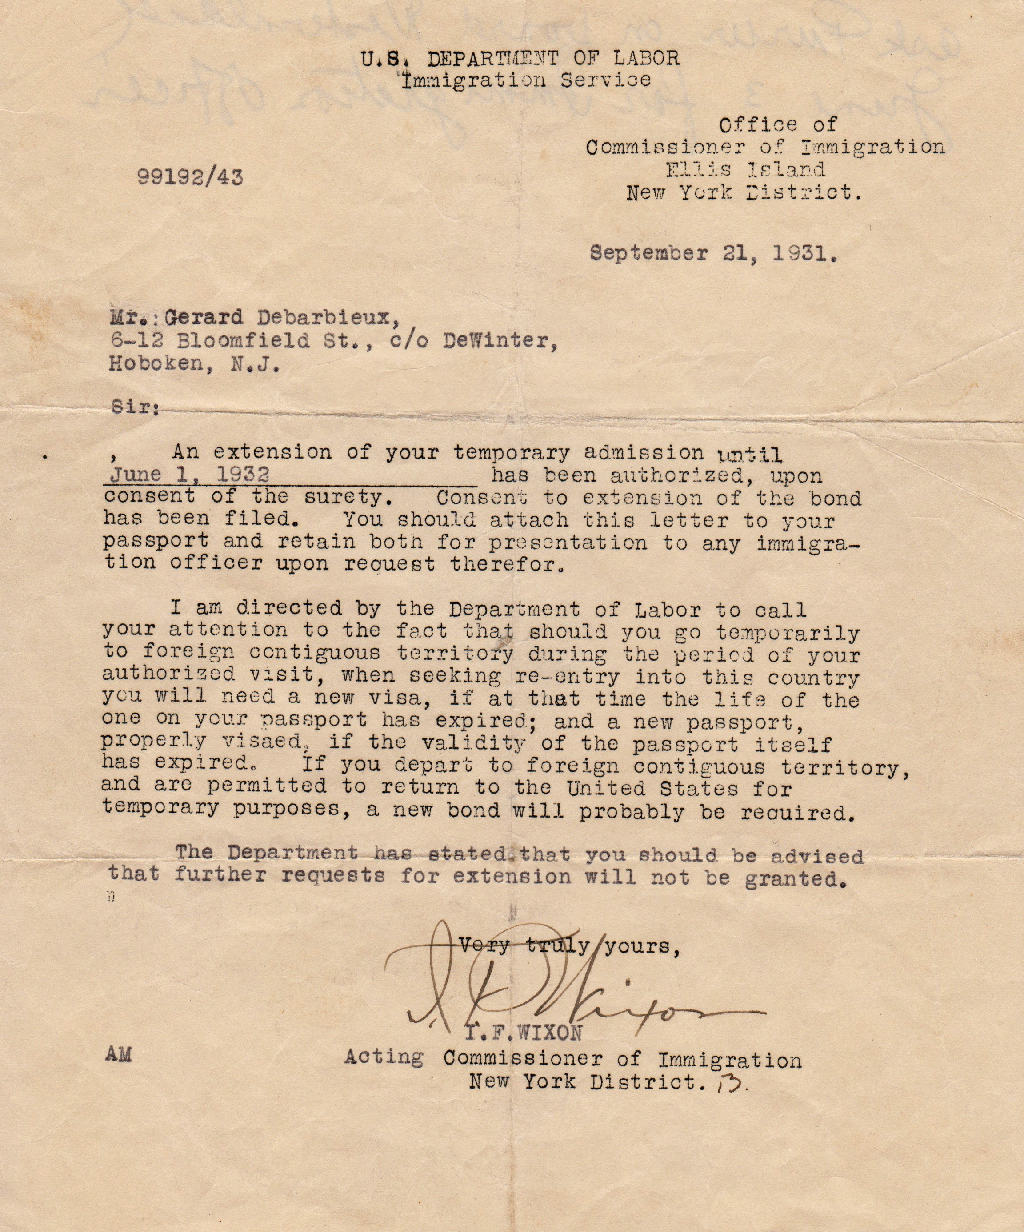 U.S. DEPARTMENT OF LABOR
Immigration Service
Office of
Commissioner of Immigration
Ellis Island
New York District.
99192/43
September 21, 1931.
Mr. Gerard Debarbieux,
6-12 Bloomfield St., c/o DeWinter,
Hoboken, N.J.
Sir:
, An extension of your temporary admission until
June 1, 1932 has been authorized, upon
consent of the surety. Consent to extension of the bond
has been filed. You should attach this letter to your
passport and retain both for presentation to any immigra-
tion officer upon request therefor.
I am directed by the Department of Labor to call
your attention to the fact that should you go temporarily
to foreign contiguous territory during the period of your
authorized visit, when seeking re-entry into this country
you will need a new visa, if at that time the life of the
one on your passport has expired; and a new passport,
properly visaed, if the validity of the passport itself
has expired. If you depart to foreign contiguous territory,
and are permitted to return to the United States for
temporary purposes, a new bond will probably be required.
The Department has stated that you should be advised
that further requests for extension will not be granted.
Very truly yours,
I.F. Wixon
I.F.WIXON
AM Acting Commissioner of Immigration
New York District. B.